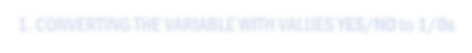 1. CONVERTING THE VARIABLE WITH VALUES YES/NO to 1/0s